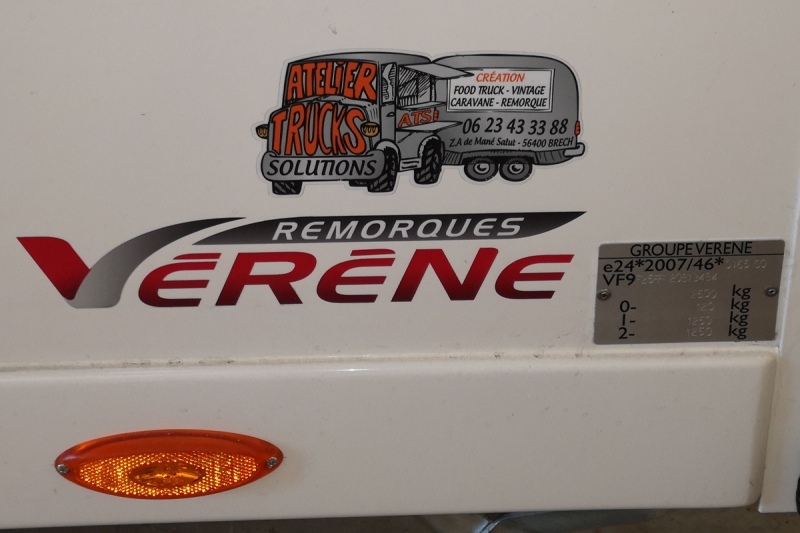 ATELIER
TRUCKS
SOLUTIONS
ATS
CRÉATION
FOOD TRUCK - VINTAGE
CARAVANE - REMORQUE
06 23 43 33 88
Z.A de Mané Salut - 56400 BRECH
REMORQUES
VERENE
GROUPE VERENE
e24*2007/46*
VF9
kg
0- kg
1- kg
2- kg